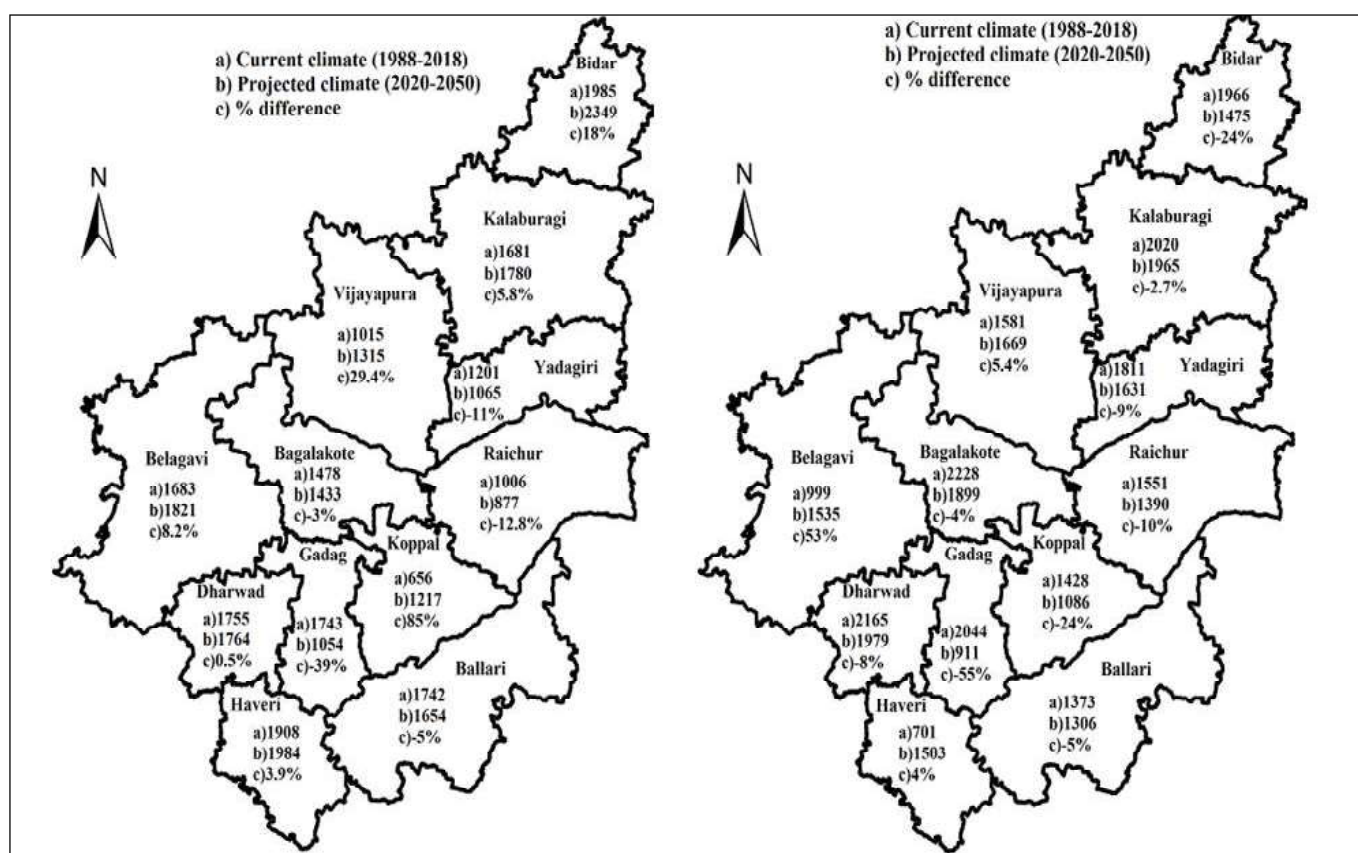 a) Current climate (1988-2018)
b) Projected climate (2020-2050)
c) % difference
N
Bidar
a)1985
b)2349
c)18%
Kalaburagi
a)1681
b)1780
c)5.8%
Vijayapura
a)1015
b)1315
c)29.4%
a)1201
b)1065
c)-11%
Yadagiri
Belagavi
a)1683
b)1821
c)8.2%
Bagalakote
a)1478
b)1433
c)-3%
Raichur
a)1006
b)877
c)-12.8%
Gadag
a)1743
b)1054
c)-39%
Koppal
a)656
b)1217
c)85%
Dharwad
a)1755
b)1764
c)0.5%
Ballari
a)1742
b)1654
c)-5%
Haveri
a)1908
b)1984
c)3.9%
a) Current climate (1988-2018)
b) Projected climate (2020-2050)
c) % difference
N
Bidar
a)1966
b)1475
c)-24%
Kalaburagi
a)2020
b)1965
c)-2.7%
Vijayapura
a)1581
b)1669
c)5.4%
a)1811
b)1631
c)-9%
Yadagiri
Belagavi
a)999
b)1535
c)53%
Bagalakote
a)2228
b)1899
c)-4%
Raichur
a)1551
b)1390
c)-10%
Gadag
a)2044
b)911
c)-55%
Koppal
a)1428
b)1086
c)-24%
Dharwad
a)2165
b)1979
c)-8%
Ballari
a)1373
b)1306
c)-5%
Haveri
a)701
b)1503
c)4%